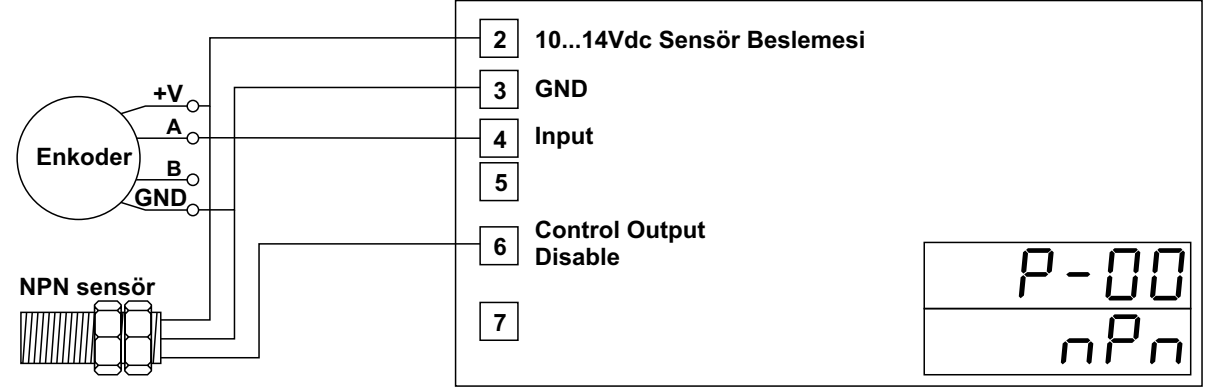 2 10...14Vdc Sensör Beslemesi
3 GND
4 Input
5
6 Control Output
Disable
7
+V
A
Enkoder
B
GND
NPN sensör
P-00
nPn